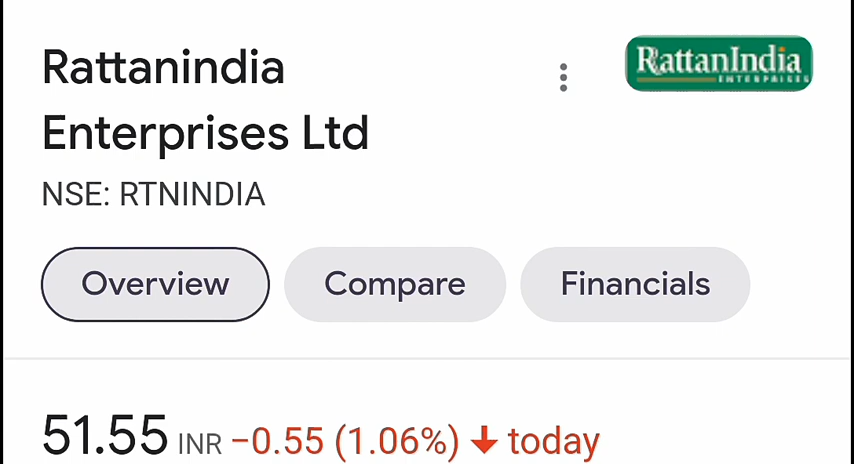 Rattanindia
Enterprises Ltd
RattanIndia
ENTERPRISES
NSE: RTNINDIA
Overview Compare Financials
51.55 INR −0.55 (1.06%) ↓ today